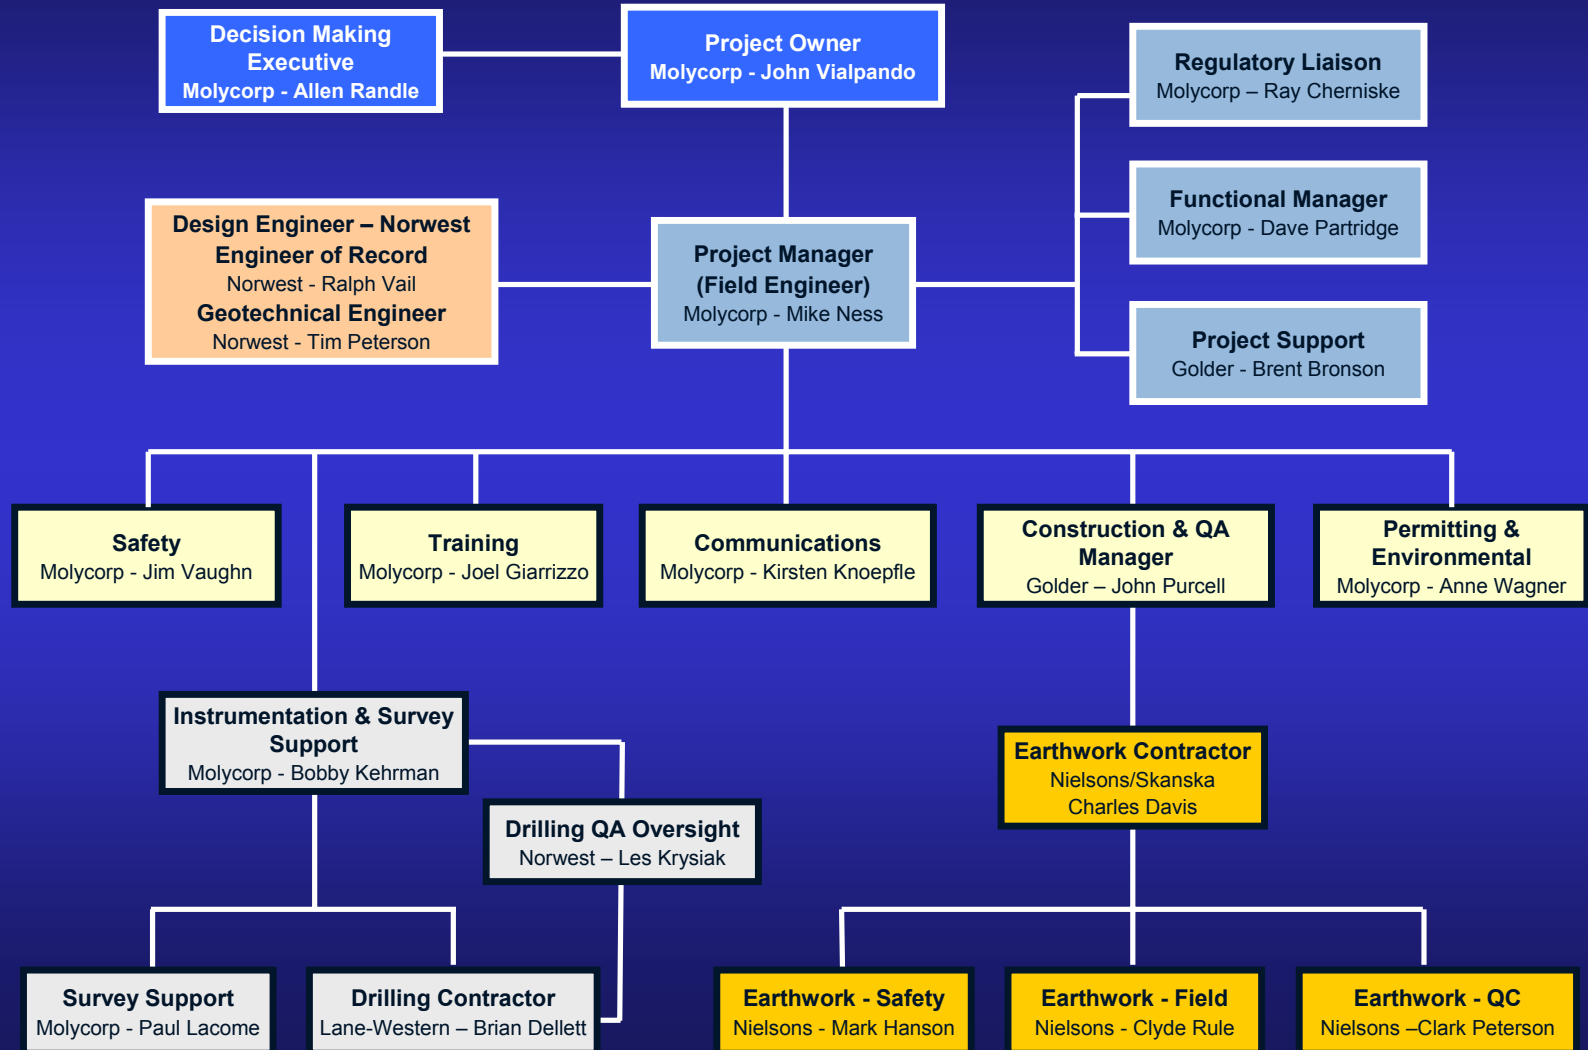 Decision Making
Executive
Molycorp - Allen Randle
Project Owner
Molycorp - John Vialpando
Regulatory Liaison
Molycorp – Ray Cherniske
Functional Manager
Molycorp - Dave Partridge
Project Support
Golder - Brent Bronson
Design Engineer – Norwest
Engineer of Record
Norwest - Ralph Vail
Geotechnical Engineer
Norwest - Tim Peterson
Project Manager
(Field Engineer)
Molycorp - Mike Ness
Safety
Molycorp - Jim Vaughn
Training
Molycorp - Joel Giarrizzo
Communications
Molycorp - Kirsten Knoepfle
Construction & QA
Manager
Golder – John Purcell
Permitting &
Environmental
Molycorp - Anne Wagner
Instrumentation & Survey
Support
Molycorp - Bobby Kehrman
Drilling QA Oversight
Norwest – Les Krysiak
Earthwork Contractor
Nielsons/Skanska
Charles Davis
Survey Support
Molycorp - Paul Lacome
Drilling Contractor
Lane-Western – Brian Dellett
Earthwork - Safety
Nielsons - Mark Hanson
Earthwork - Field
Nielsons - Clyde Rule
Earthwork - QC
Nielsons –Clark Peterson